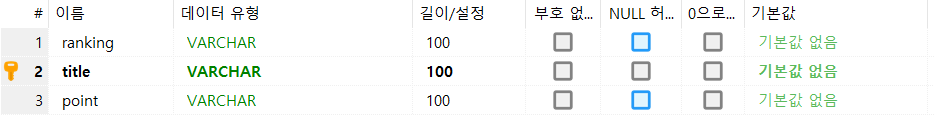 # 이름 데이터 유형 길이/설정 부호 없... NULL 허... 0으로... 기본값
1 ranking VARCHAR 100 기본값 없음
2 title VARCHAR 100 기본값 없음
3 point VARCHAR 100 기본값 없음